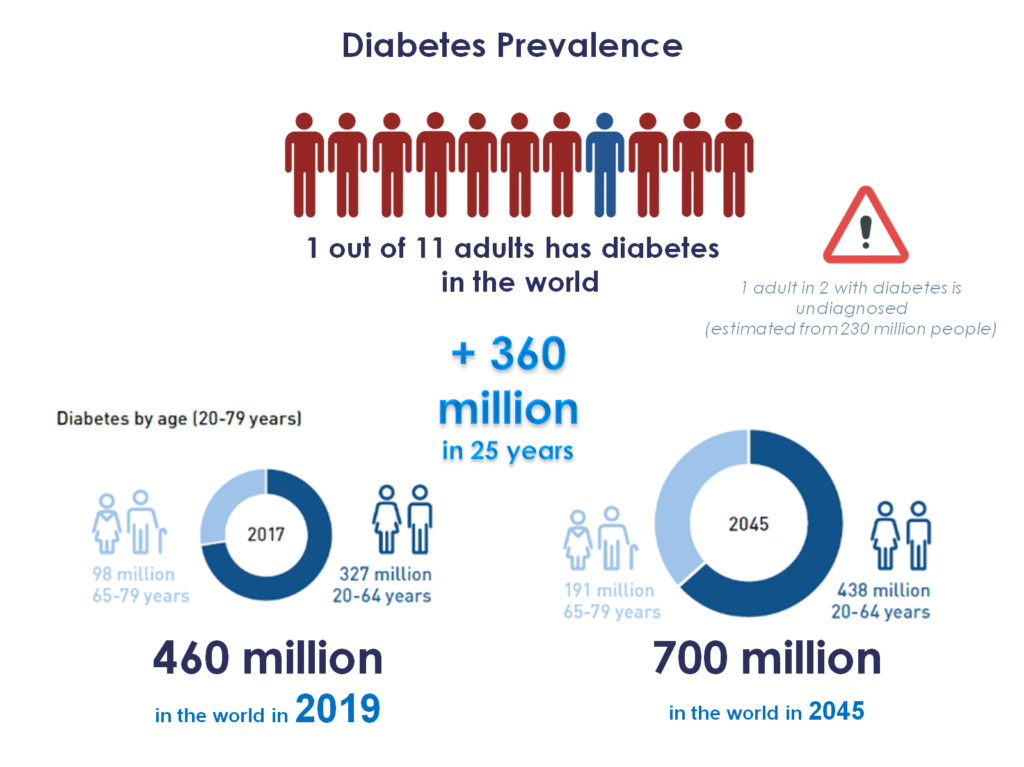 Diabetes Prevalence
1 out of 11 adults has diabetes
in the world
1 adult in 2 with diabetes is
undiagnosed
(estimated from 230 million people)
+ 360
million
in 25 years
Diabetes by age (20-79 years)
2017
98 million
65-79 years
327 million
20-64 years
460 million
in the world in 2019
2045
191 million
65-79 years
438 million
20-64 years
700 million
in the world in 2045